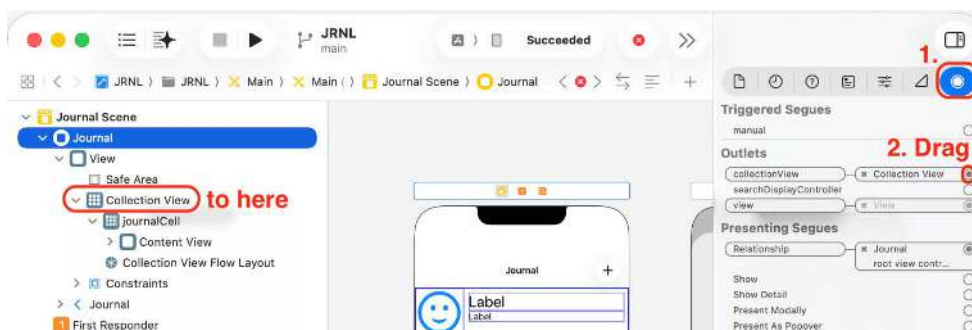 JRNL
main
Succeeded
JRNL
JRNL
Main
Main
Journal Scene
Journal
1.
Journal Scene
Journal
View
Safe Area
Collection View
to here
journalCell
Content View
Collection View Flow Layout
Constraints
Journal
1 First Responder
Journal
+
Label
Label
Triggered Segues
manual
Outlets
2. Drag
collectionView
Collection View
searchDisplayController
view
View
Presenting Segues
Relationship
Journal
root view contr...
Show
Show Detail
Present Modally
Present As Popover